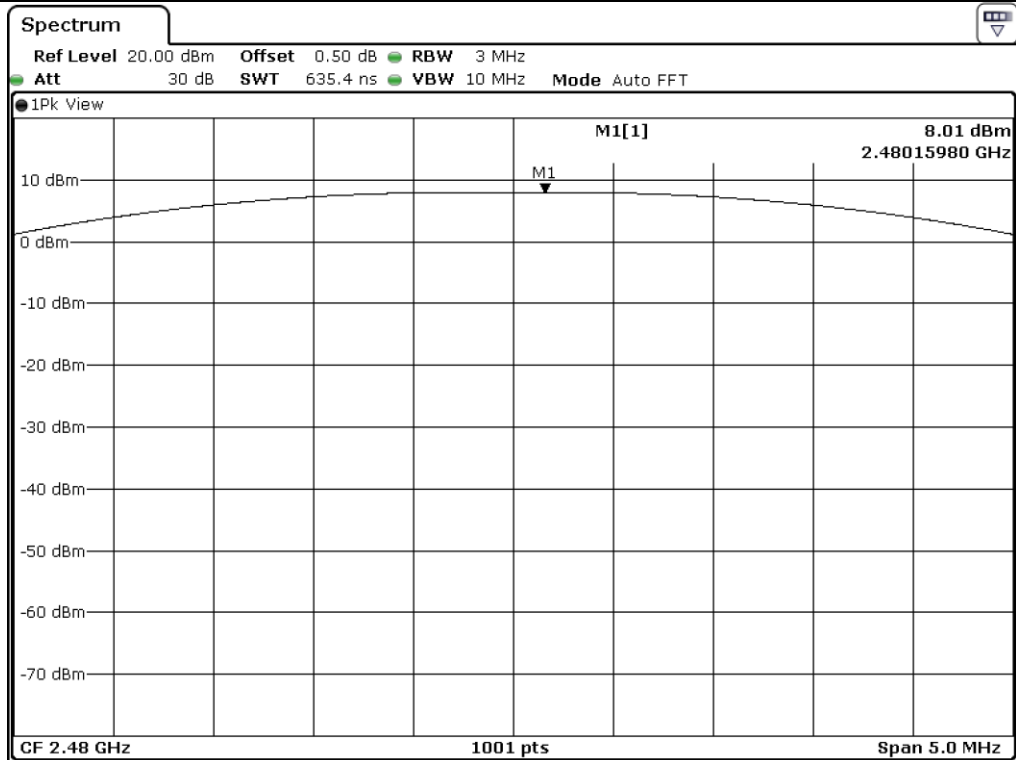 Spectrum
Ref Level 20.00 dBm Offset 0.50 dB RBW 3 MHz
Att 30 dB SWT 635.4 ns VBW 10 MHz Mode Auto FFT
1Pk View
M1[1] 8.01 dBm
2.48015980 GHz
M1
10 dBm
0 dBm
-10 dBm
-20 dBm
-30 dBm
-40 dBm
-50 dBm
-60 dBm
-70 dBm
CF 2.48 GHz 1001 pts Span 5.0 MHz